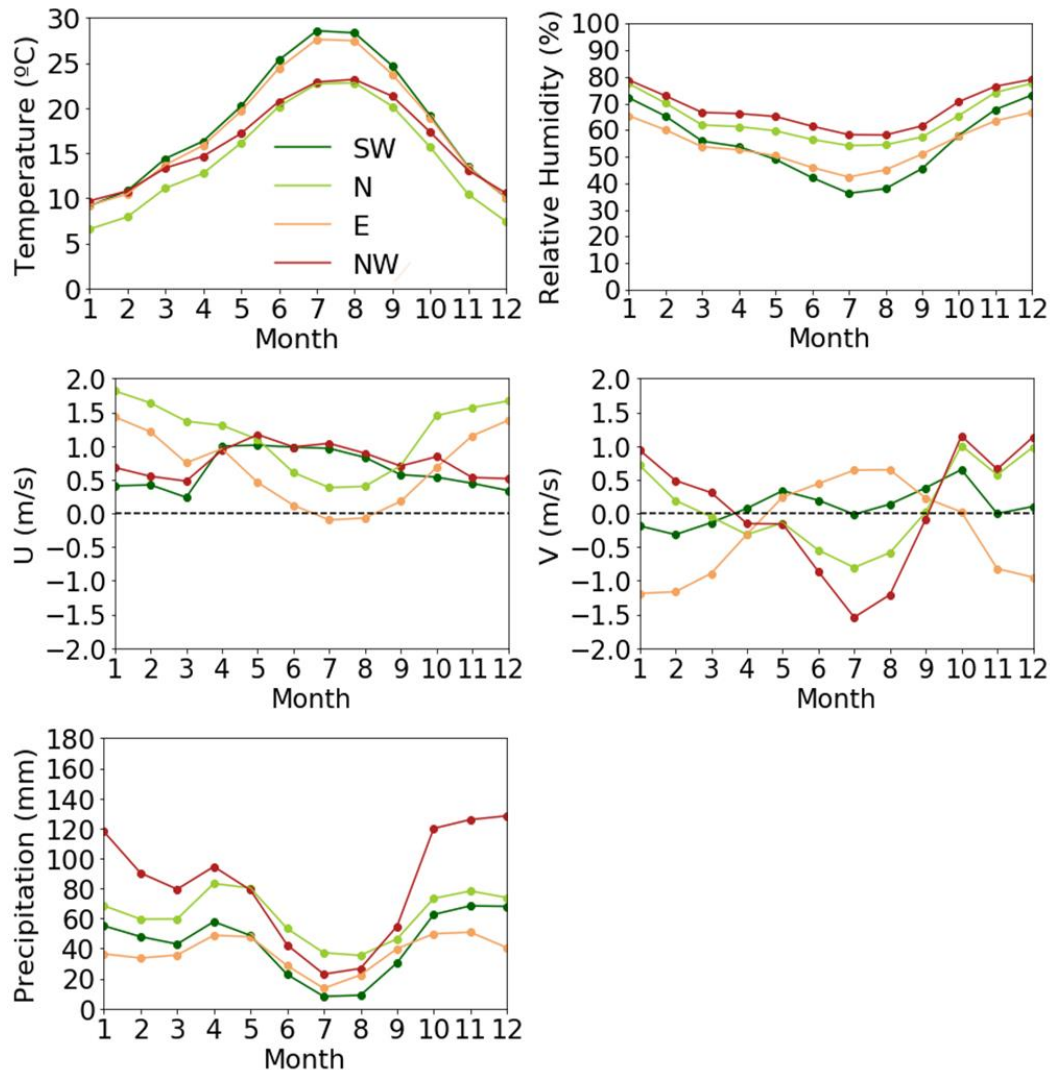 Temperature (ºC)
30
25
20
15
10
5
0
SW
N
E
NW
1 2 3 4 5 6 7 8 9 10 11 12
Month
Relative Humidity (%)
100
90
80
70
60
50
40
30
20
10
0
1 2 3 4 5 6 7 8 9 10 11 12
Month
U (m/s)
2.0
1.5
1.0
0.5
0.0
−0.5
−1.0
−1.5
−2.0
1 2 3 4 5 6 7 8 9 10 11 12
Month
V (m/s)
2.0
1.5
1.0
0.5
0.0
−0.5
−1.0
−1.5
−2.0
1 2 3 4 5 6 7 8 9 10 11 12
Month
Precipitation (mm)
180
160
140
120
100
80
60
40
20
0
1 2 3 4 5 6 7 8 9 10 11 12
Month